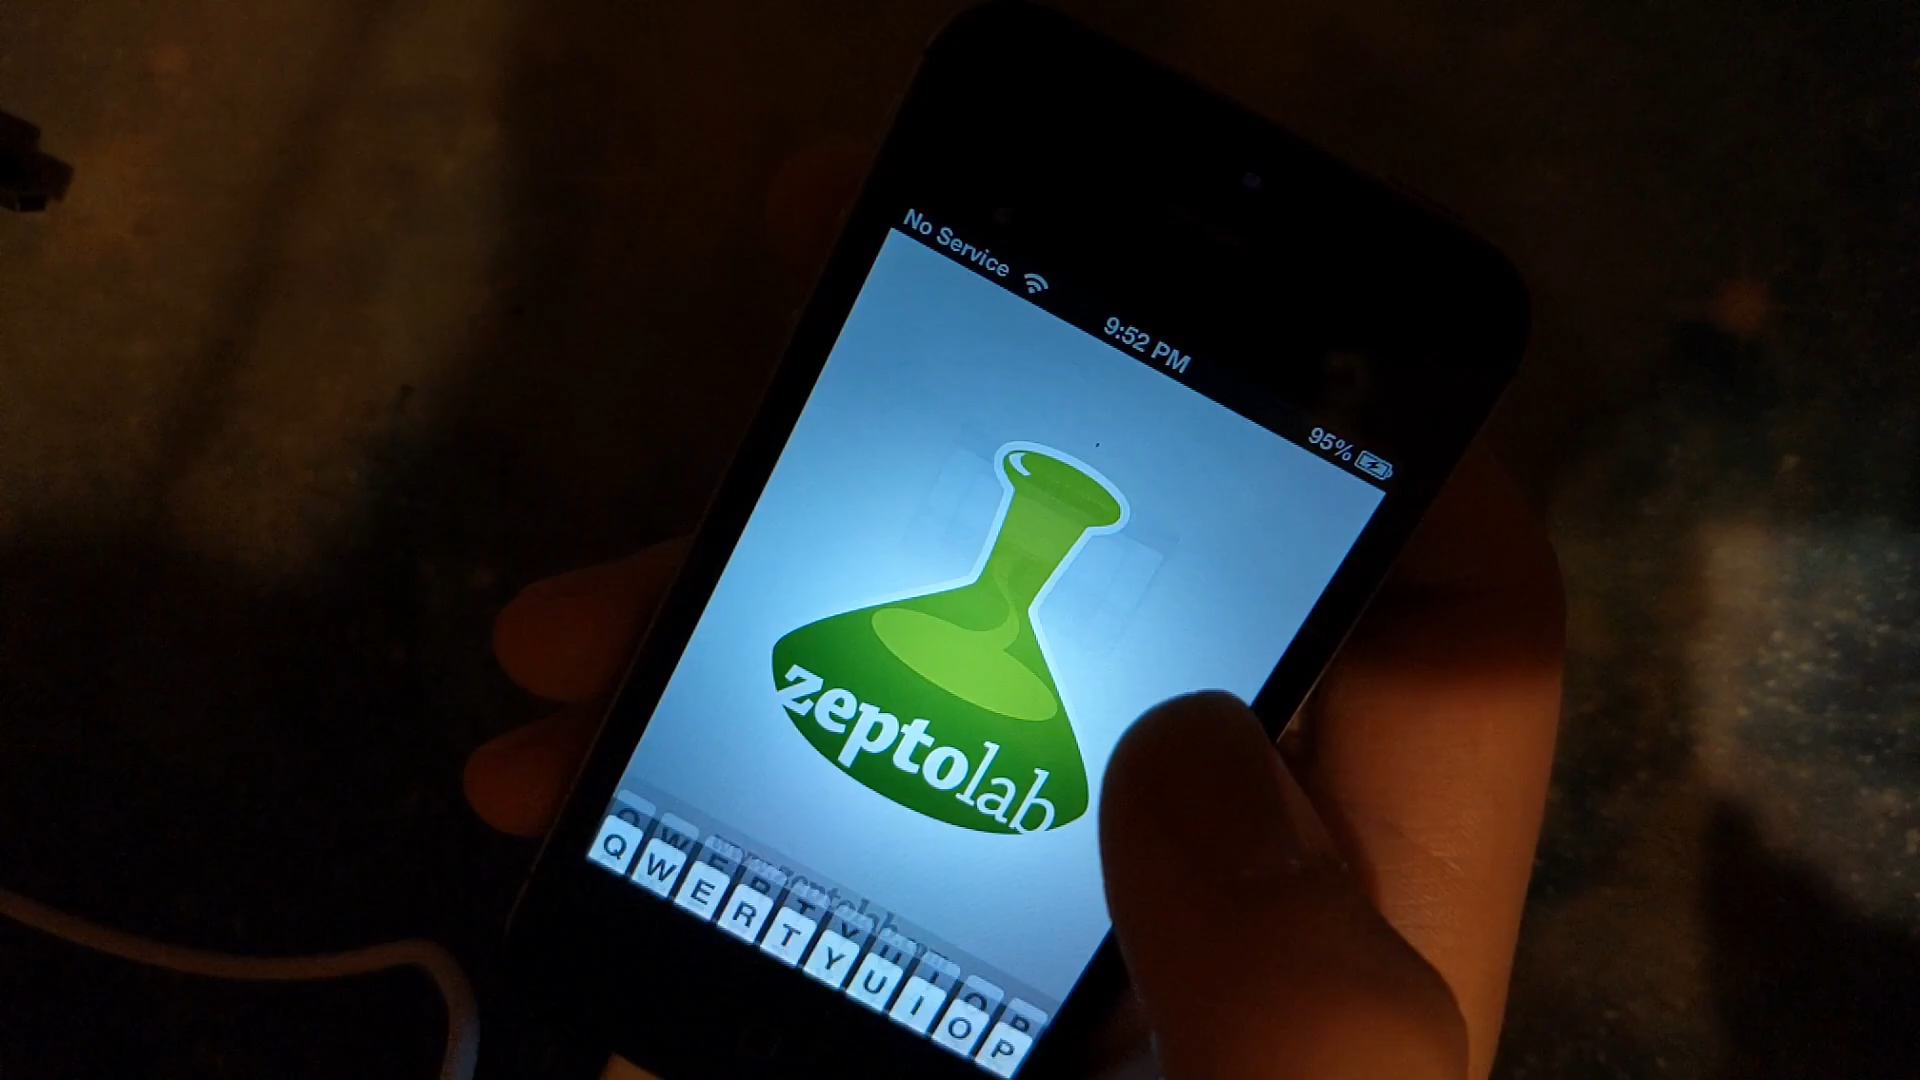 No Service
9:52 PM
95%
zeptolab
Q W E R T Y U I O P